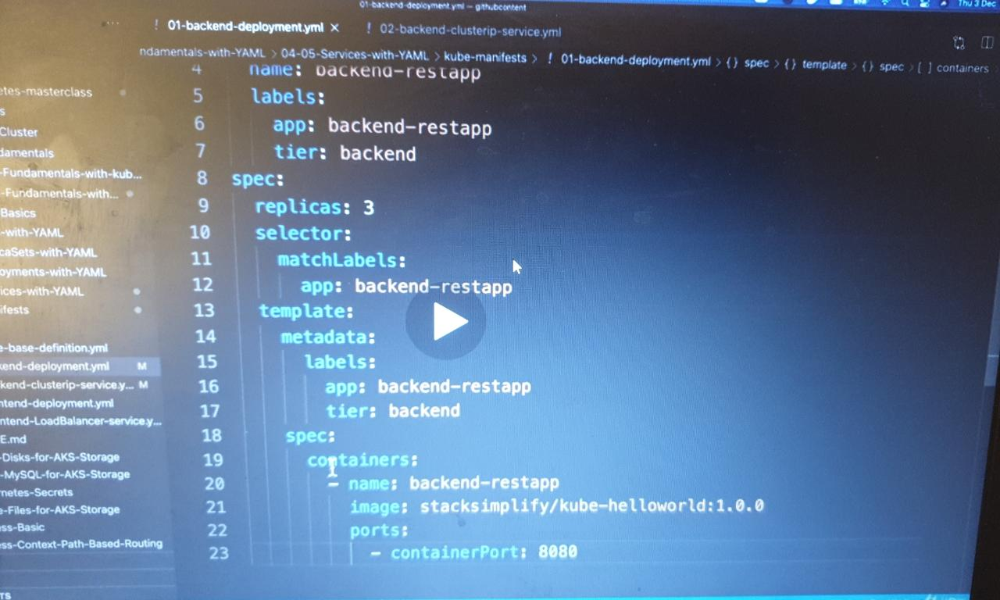 01-backend-deployment.yml — githubcontent
Thu 3 Dec
! 01-backend-deployment.yml × ! 02-backend-clusterip-service.yml
ndamentals-with-YAML > 04-05-Services-with-YAML > kube-manifests > ! 01-backend-deployment.yml > {} spec > {} template > {} spec > [ ] containers
4 name: backend-restapp
5 labels:
6 app: backend-restapp
7 tier: backend
8 spec:
9 replicas: 3
10 selector:
11 matchLabels:
12 app: backend-restapp
13 template:
14 metadata:
15 labels:
16 app: backend-restapp
17 tier: backend
18 spec:
19 containers:
20 - name: backend-restapp
21 image: stacksimplify/kube-helloworld:1.0.0
22 ports:
23 - containerPort: 8080
etes-masterclass
s
Cluster
damentals
-Fundamentals-with-kub...
-Fundamentals-with...
Basics
-with-YAML
caSets-with-YAML
oyments-with-YAML
ices-with-YAML
ifests
e-base-definition.yml
kend-deployment.yml M
kend-clusterip-service.y... M
ntend-deployment.yml
ntend-LoadBalancer-service.y...
E.md
-Disks-for-AKS-Storage
-MySQL-for-AKS-Storage
rnetes-Secrets
e-Files-for-AKS-Storage
ess-Basic
ess-Context-Path-Based-Routing
TS